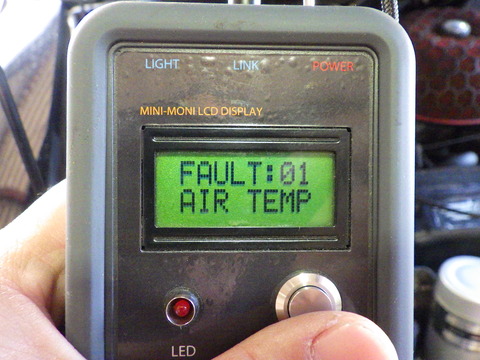 LIGHT LINK POWER
MINI-MONI LCD DISPLAY
FAULT:01
AIR TEMP
LED